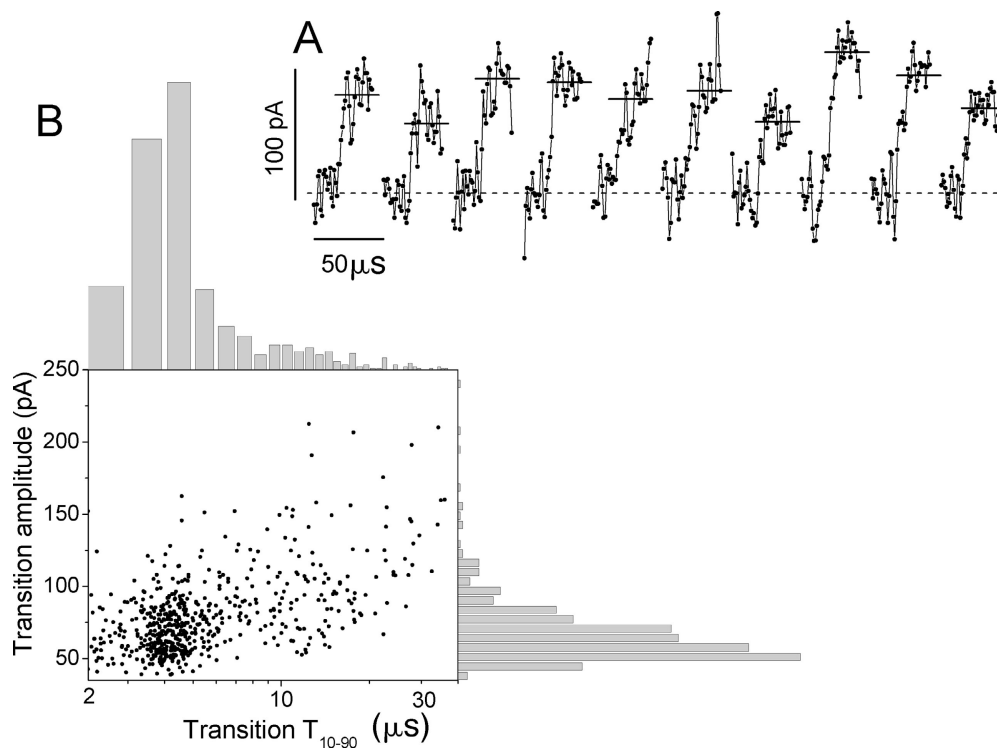 A
100 pA
50 μs
B
Transition amplitude (pA)
250
200
150
100
50
2
10
30
Transition T10-90 (μs)